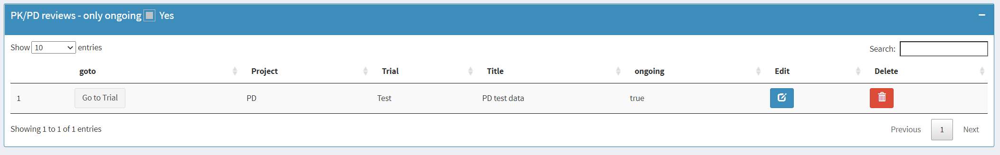 PK/PD reviews - only ongoing Yes
Show 10 entries Search:
goto Project Trial Title ongoing Edit Delete
1 Go to Trial PD Test PD test data true
Showing 1 to 1 of 1 entries Previous 1 Next